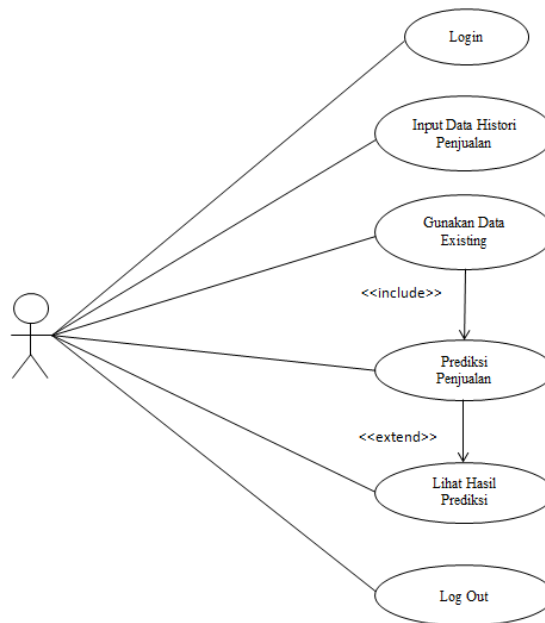 Login
Input Data Histori
Penjualan
Gunakan Data
Existing
<<include>>
Prediksi
Penjualan
<<extend>>
Lihat Hasil
Prediksi
Log Out